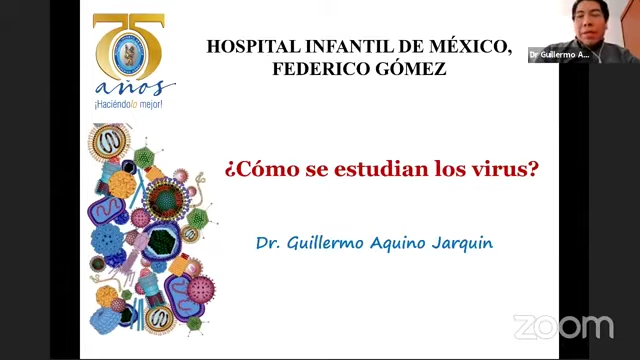 HOSPITAL INFANTIL DE MÉXICO,
FEDERICO GÓMEZ
75
años
¡Haciéndolo mejor!
¿Cómo se estudian los virus?
Dr. Guillermo Aquino Jarquin
Dr Guillermo A...
zoom